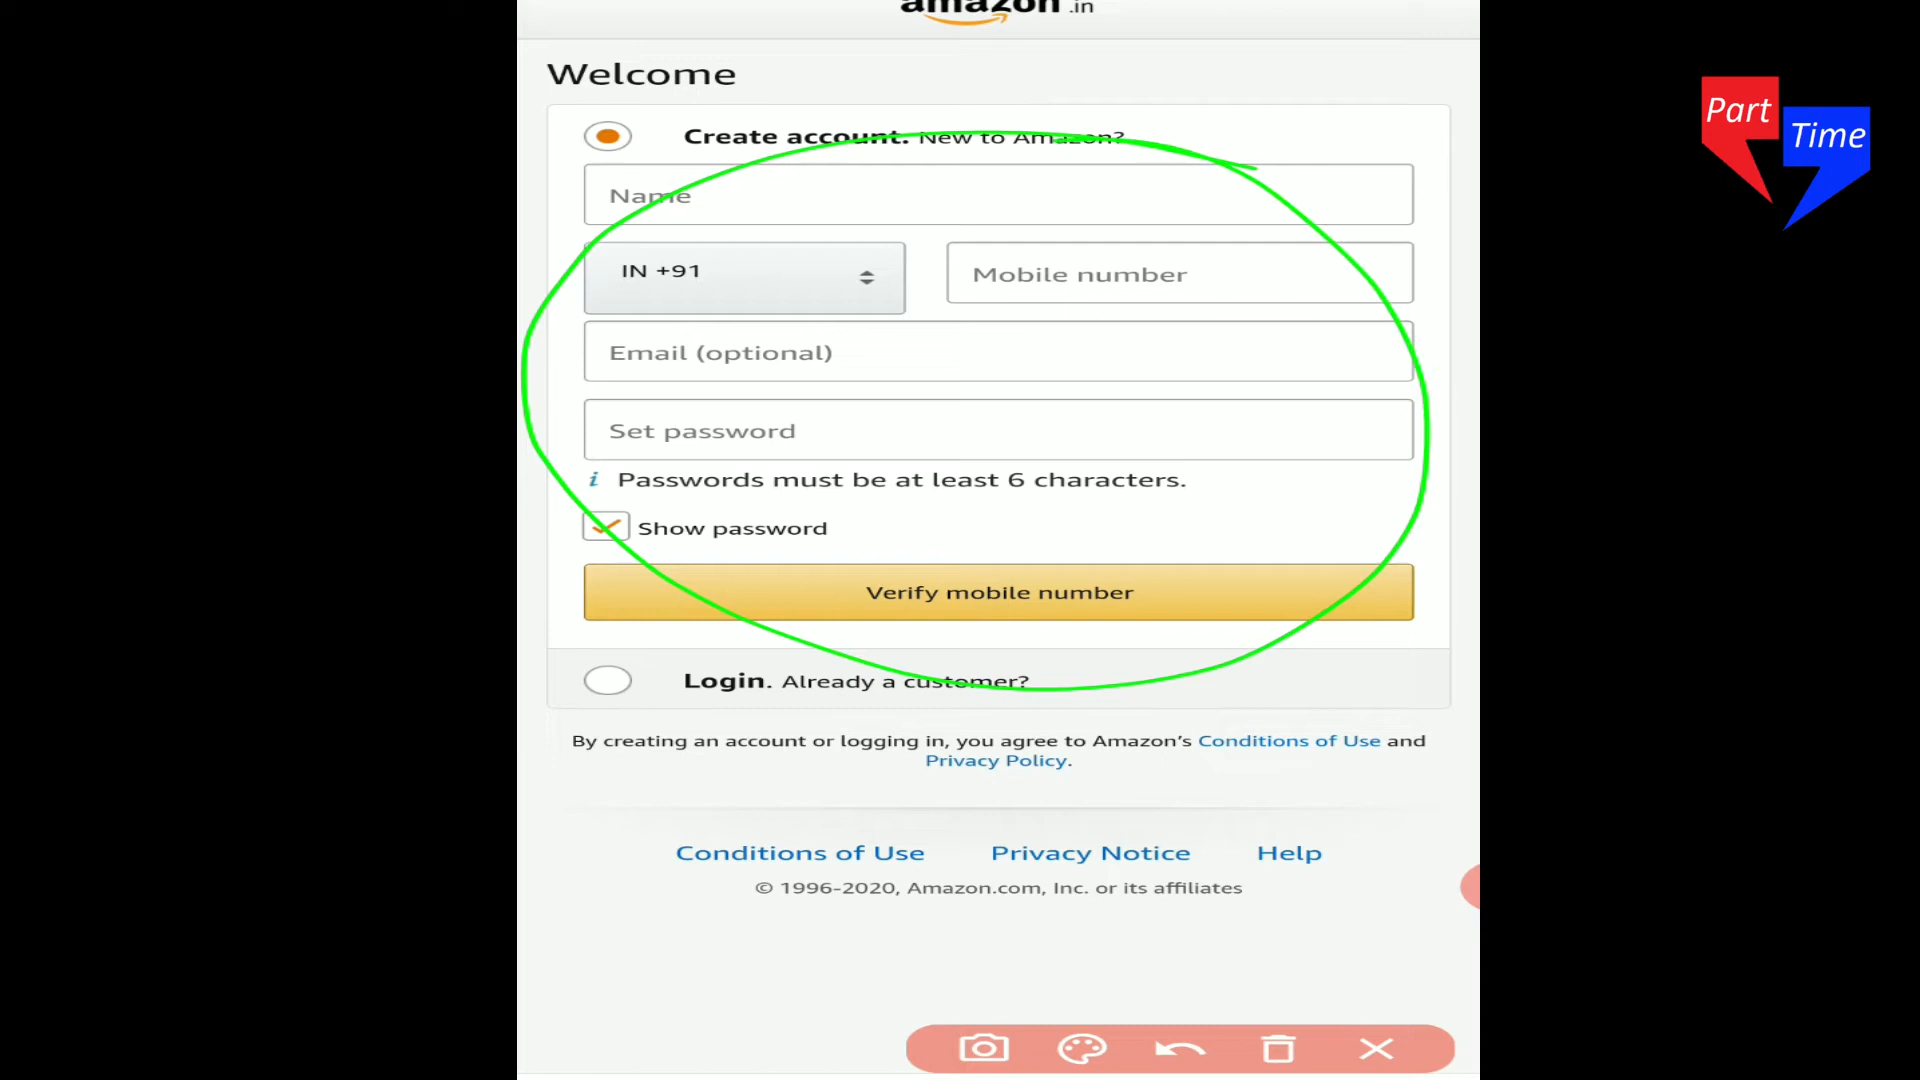 amazon.in
Welcome
Part
Time
Create account. New to Amazon?
Name
IN +91
Mobile number
Email (optional)
Set password
i Passwords must be at least 6 characters.
Show password
Verify mobile number
Login. Already a customer?
By creating an account or logging in, you agree to Amazon's Conditions of Use and
Privacy Policy.
Conditions of Use Privacy Notice Help
© 1996-2020, Amazon.com, Inc. or its affiliates